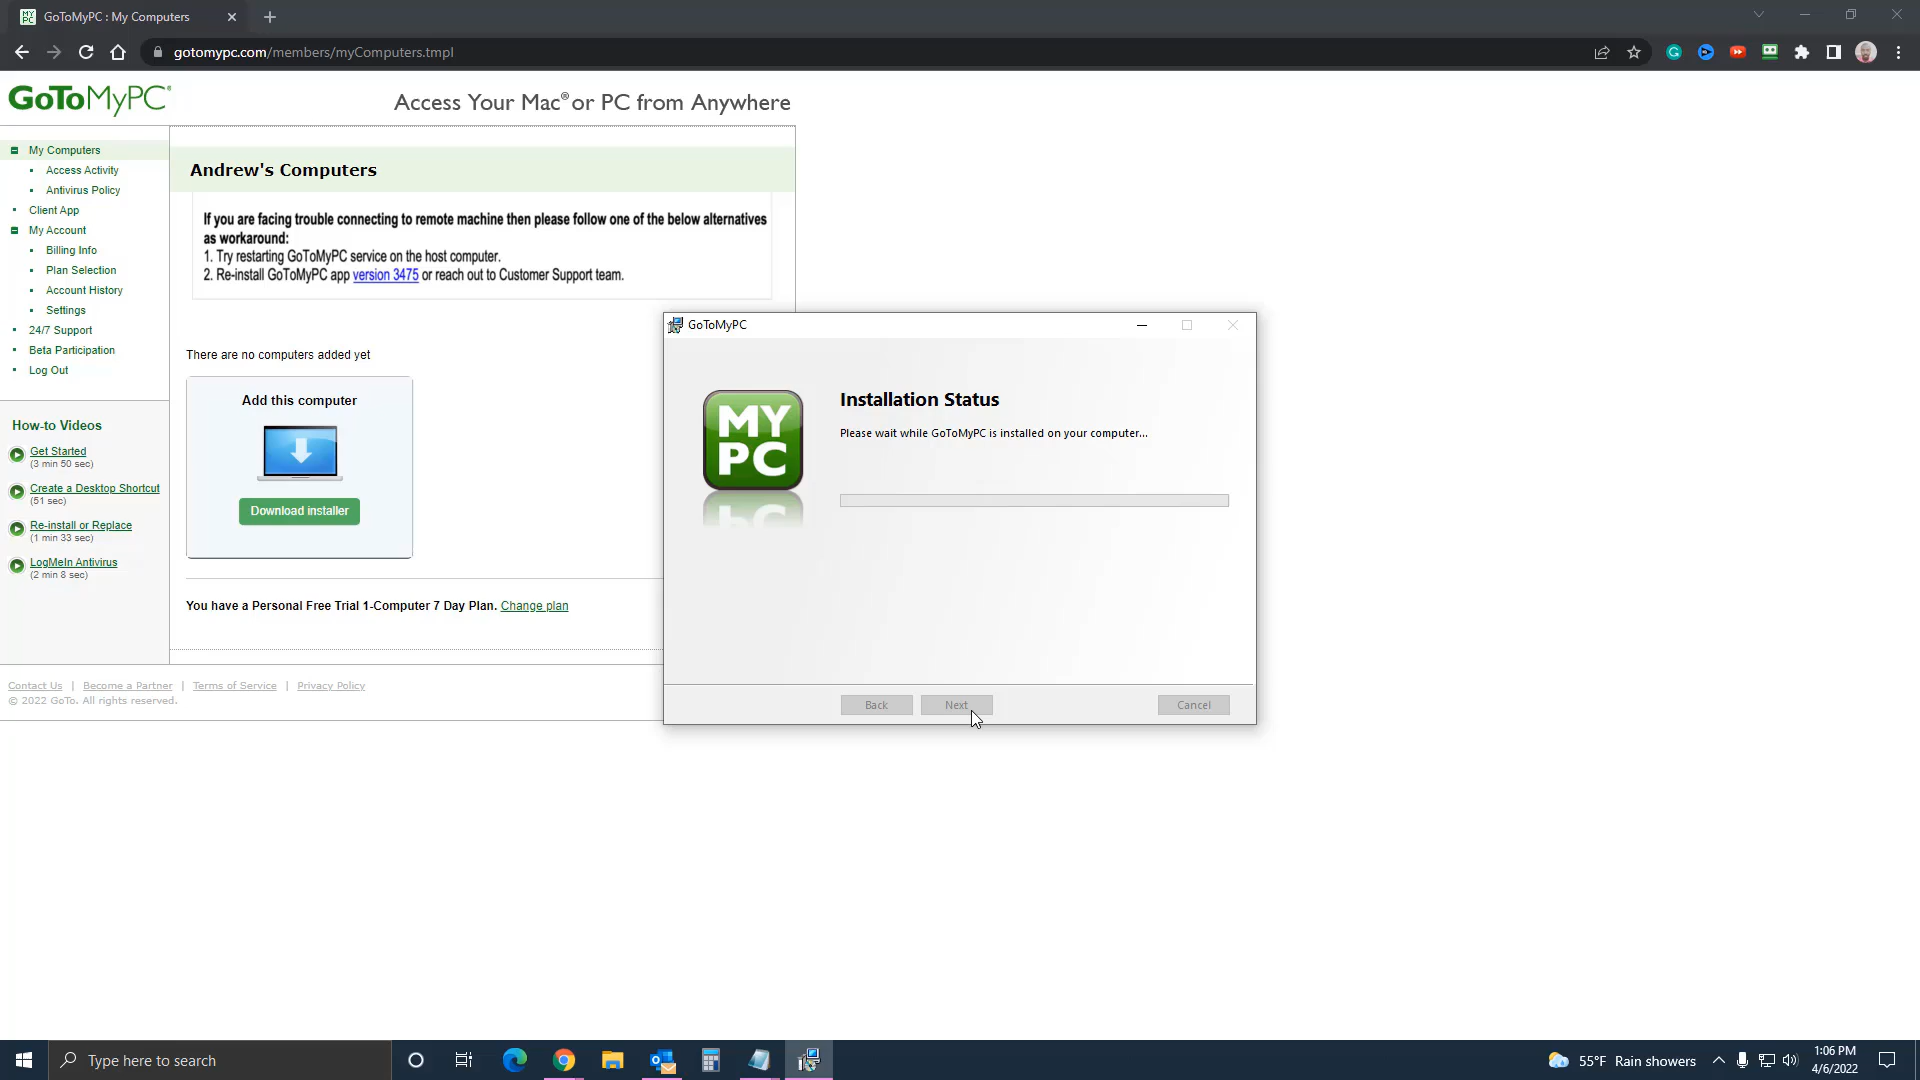 GoToMyPC : My Computers
gotomypc.com/members/myComputers.tmpl
GoToMyPC®
Access Your Mac® or PC from Anywhere
My Computers
Access Activity
Antivirus Policy
Client App
My Account
Billing Info
Plan Selection
Account History
Settings
24/7 Support
Beta Participation
Log Out
How-to Videos
Get Started
(3 min 50 sec)
Create a Desktop Shortcut
(51 sec)
Re-install or Replace
(1 min 33 sec)
LogMeIn Antivirus
(2 min 8 sec)
Andrew's Computers
If you are facing trouble connecting to remote machine then please follow one of the below alternatives
as workaround:
1. Try restarting GoToMyPC service on the host computer.
2. Re-install GoToMyPC app version 3475 or reach out to Customer Support team.
There are no computers added yet
Add this computer
Download installer
You have a Personal Free Trial 1-Computer 7 Day Plan. Change plan
Contact Us | Become a Partner | Terms of Service | Privacy Policy
© 2022 GoTo. All rights reserved.
GoToMyPC
MY
PC
Installation Status
Please wait while GoToMyPC is installed on your computer...
Back
Next
Cancel
Type here to search
55°F Rain showers
1:06 PM
4/6/2022